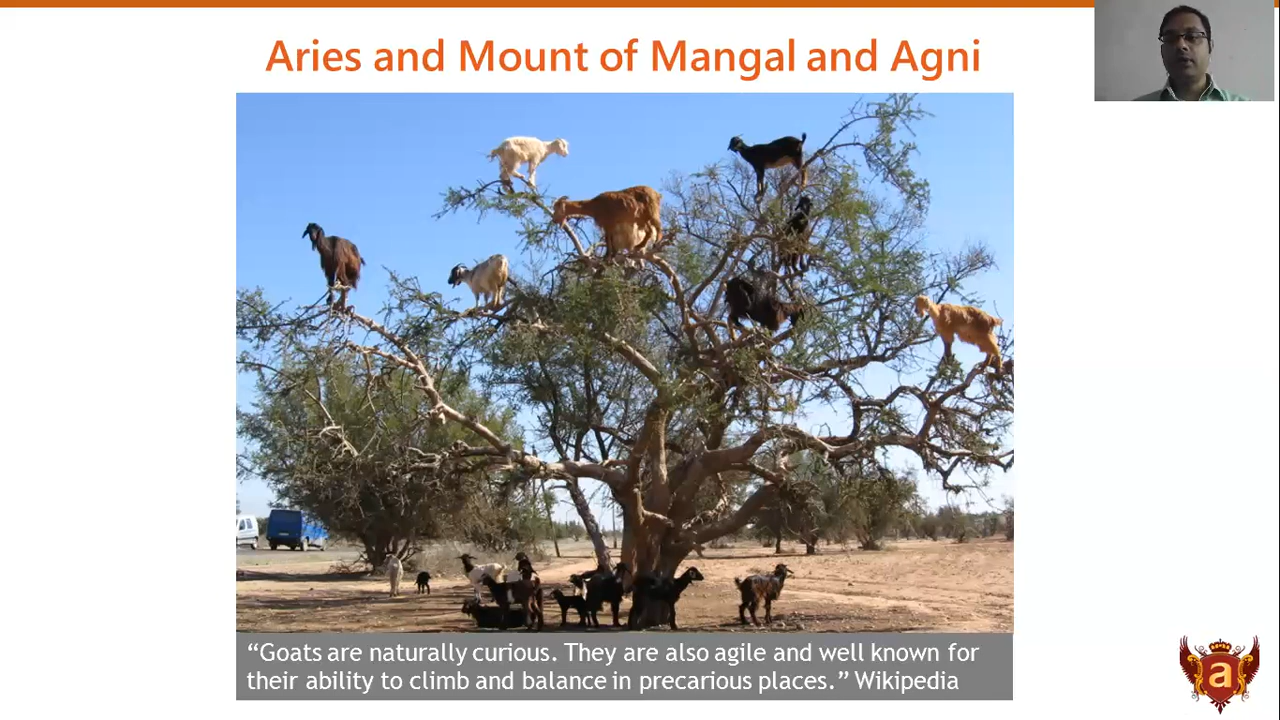 Aries and Mount of Mangal and Agni
“Goats are naturally curious. They are also agile and well known for
their ability to climb and balance in precarious places.” Wikipedia
a